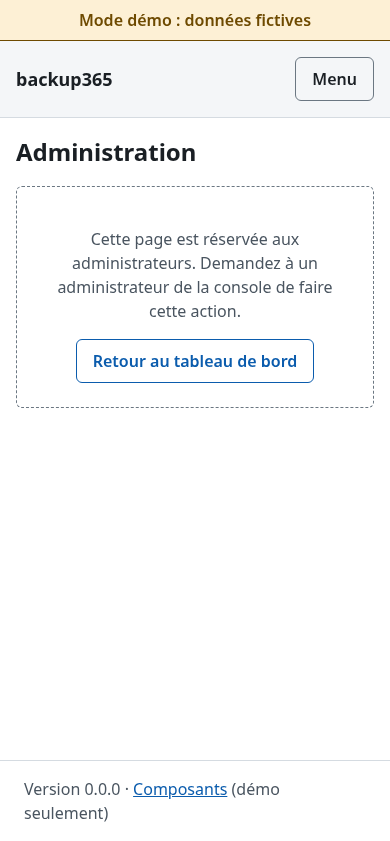 Mode démo : données fictives
backup365
Menu
Administration
Cette page est réservée aux
administrateurs. Demandez à un
administrateur de la console de faire
cette action.
Retour au tableau de bord
Version 0.0.0 · Composants (démo
seulement)